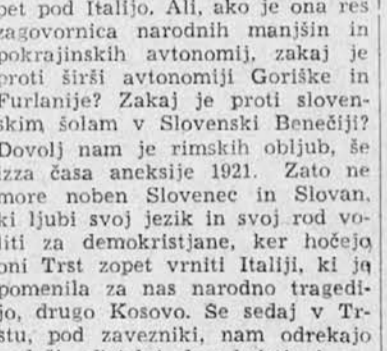 pet pod Italijo. Ali, ako je ona res
zagovornica narodnih manjšin in
pokrajinskih avtonomij, zakaj je
proti širši avtonomiji Goriške in
Furlanije? Zakaj je proti sloven-
skim šolam v Slovenski Benečiji?
Dovolj nam je rimskih obljub, še
izza časa aneksije 1921. Zato ne
more noben Slovenec in Slovan,
ki ljubi svoj jezik in svoj rod vo-
liti za demokristjane, ker hočejo
oni Trst zopet vrniti Italiji, ki je
pomenila za nas narodno tragedi-
jo, drugo Kosovo. Še sedaj v Tr-
stu, pod zavezniki, nam odrekajo